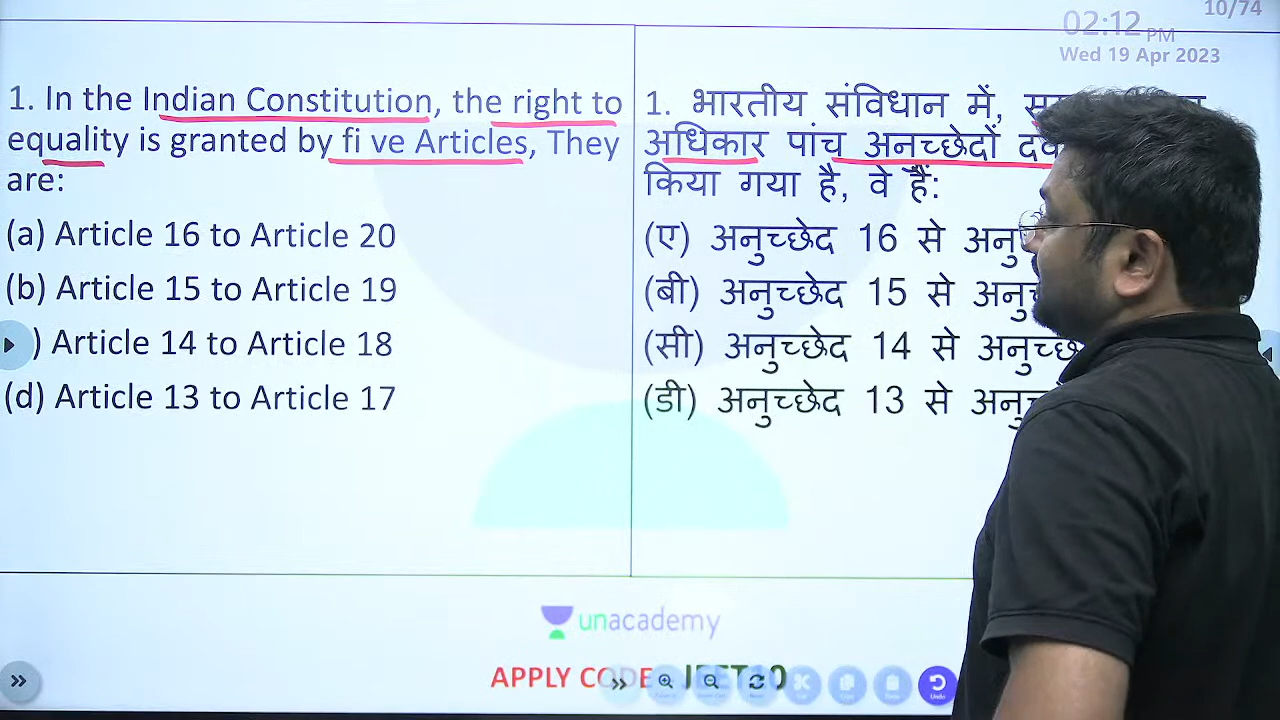 10/74
02:12 PM
Wed 19 Apr 2023
1. In the Indian Constitution, the right to
equality is granted by fi ve Articles, They
are:
(a) Article 16 to Article 20
(b) Article 15 to Article 19
) Article 14 to Article 18
(d) Article 13 to Article 17
1. भारतीय संविधान में,
अधिकार पांच अनच्छेदों
किया गया है, वे हैं:
(ए) अनुच्छेद 16 से
(बी) अनुच्छेद 15 से
(सी) अनुच्छेद 14 से
(डी) अनुच्छेद 13 से
unacademy
APPLY CODE
Undo